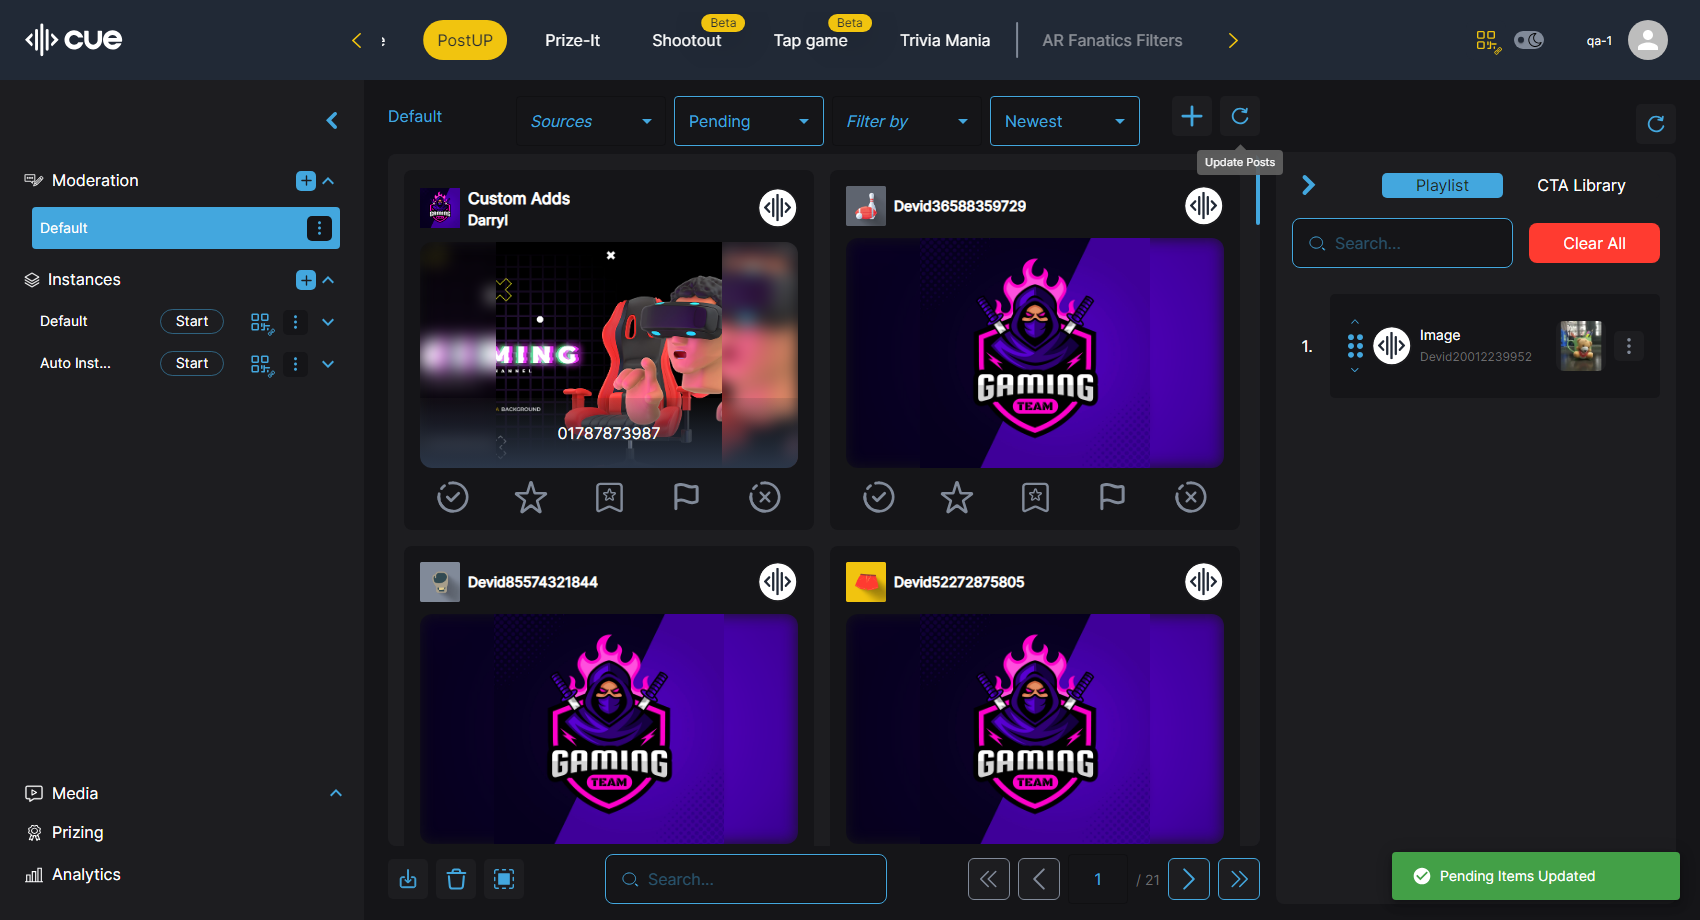 cue
PostUP
Prize-It
Shootout
Beta
Tap game
Beta
Trivia Mania
AR Fanatics Filters
qa-1
Default
Sources
Pending
Filter by
Newest
Update Posts
Moderation
Default
Instances
Default
Start
Auto Inst...
Start
Media
Prizing
Analytics
Custom Adds
Darryl
MING
BACKGROUND
01787873987
Devid36588359729
GAMING
TEAM
Devid85574321844
GAMING
TEAM
Devid52272875805
GAMING
TEAM
Search...
1
/ 21
Playlist
CTA Library
Search...
Clear All
1.
Image
Devid20012239952
Pending Items Updated